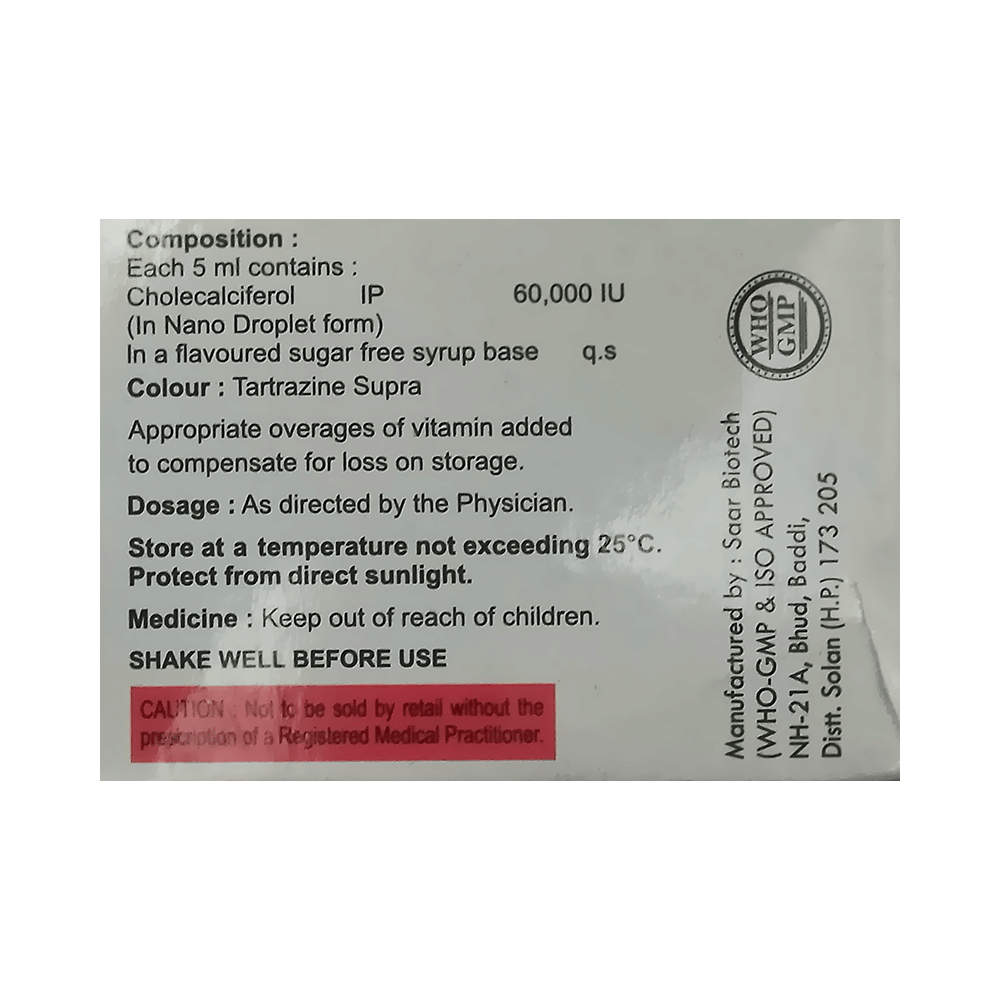 Composition :
Each 5 ml contains :
Cholecalciferol IP 60,000 IU
(In Nano Droplet form)
In a flavoured sugar free syrup base q.s
Colour : Tartrazine Supra
Appropriate overages of vitamin added
to compensate for loss on storage.
Dosage : As directed by the Physician.
Store at a temperature not exceeding 25°C.
Protect from direct sunlight.
Medicine : Keep out of reach of children.
SHAKE WELL BEFORE USE
CAUTION : Not to be sold by retail without the
prescription of a Registered Medical Practitioner.
WHO
GMP
Manufactured by : Saar Biotech
(WHO-GMP & ISO APPROVED)
NH-21A, Bhud, Baddi,
Distt. Solan (H.P.) 173 205